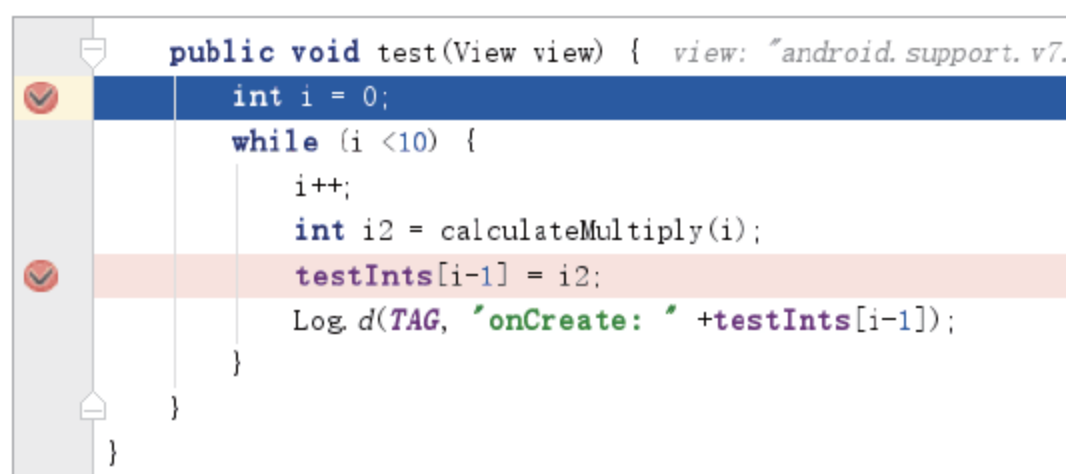 public void test(View view) {  view: "android.support.v7.
int i = 0;
while (i <10) {
i++;
int i2 = calculateMultiply(i);
testInts[i-1] = i2;
Log.d(TAG, "onCreate: " +testInts[i-1]);
}
}
}